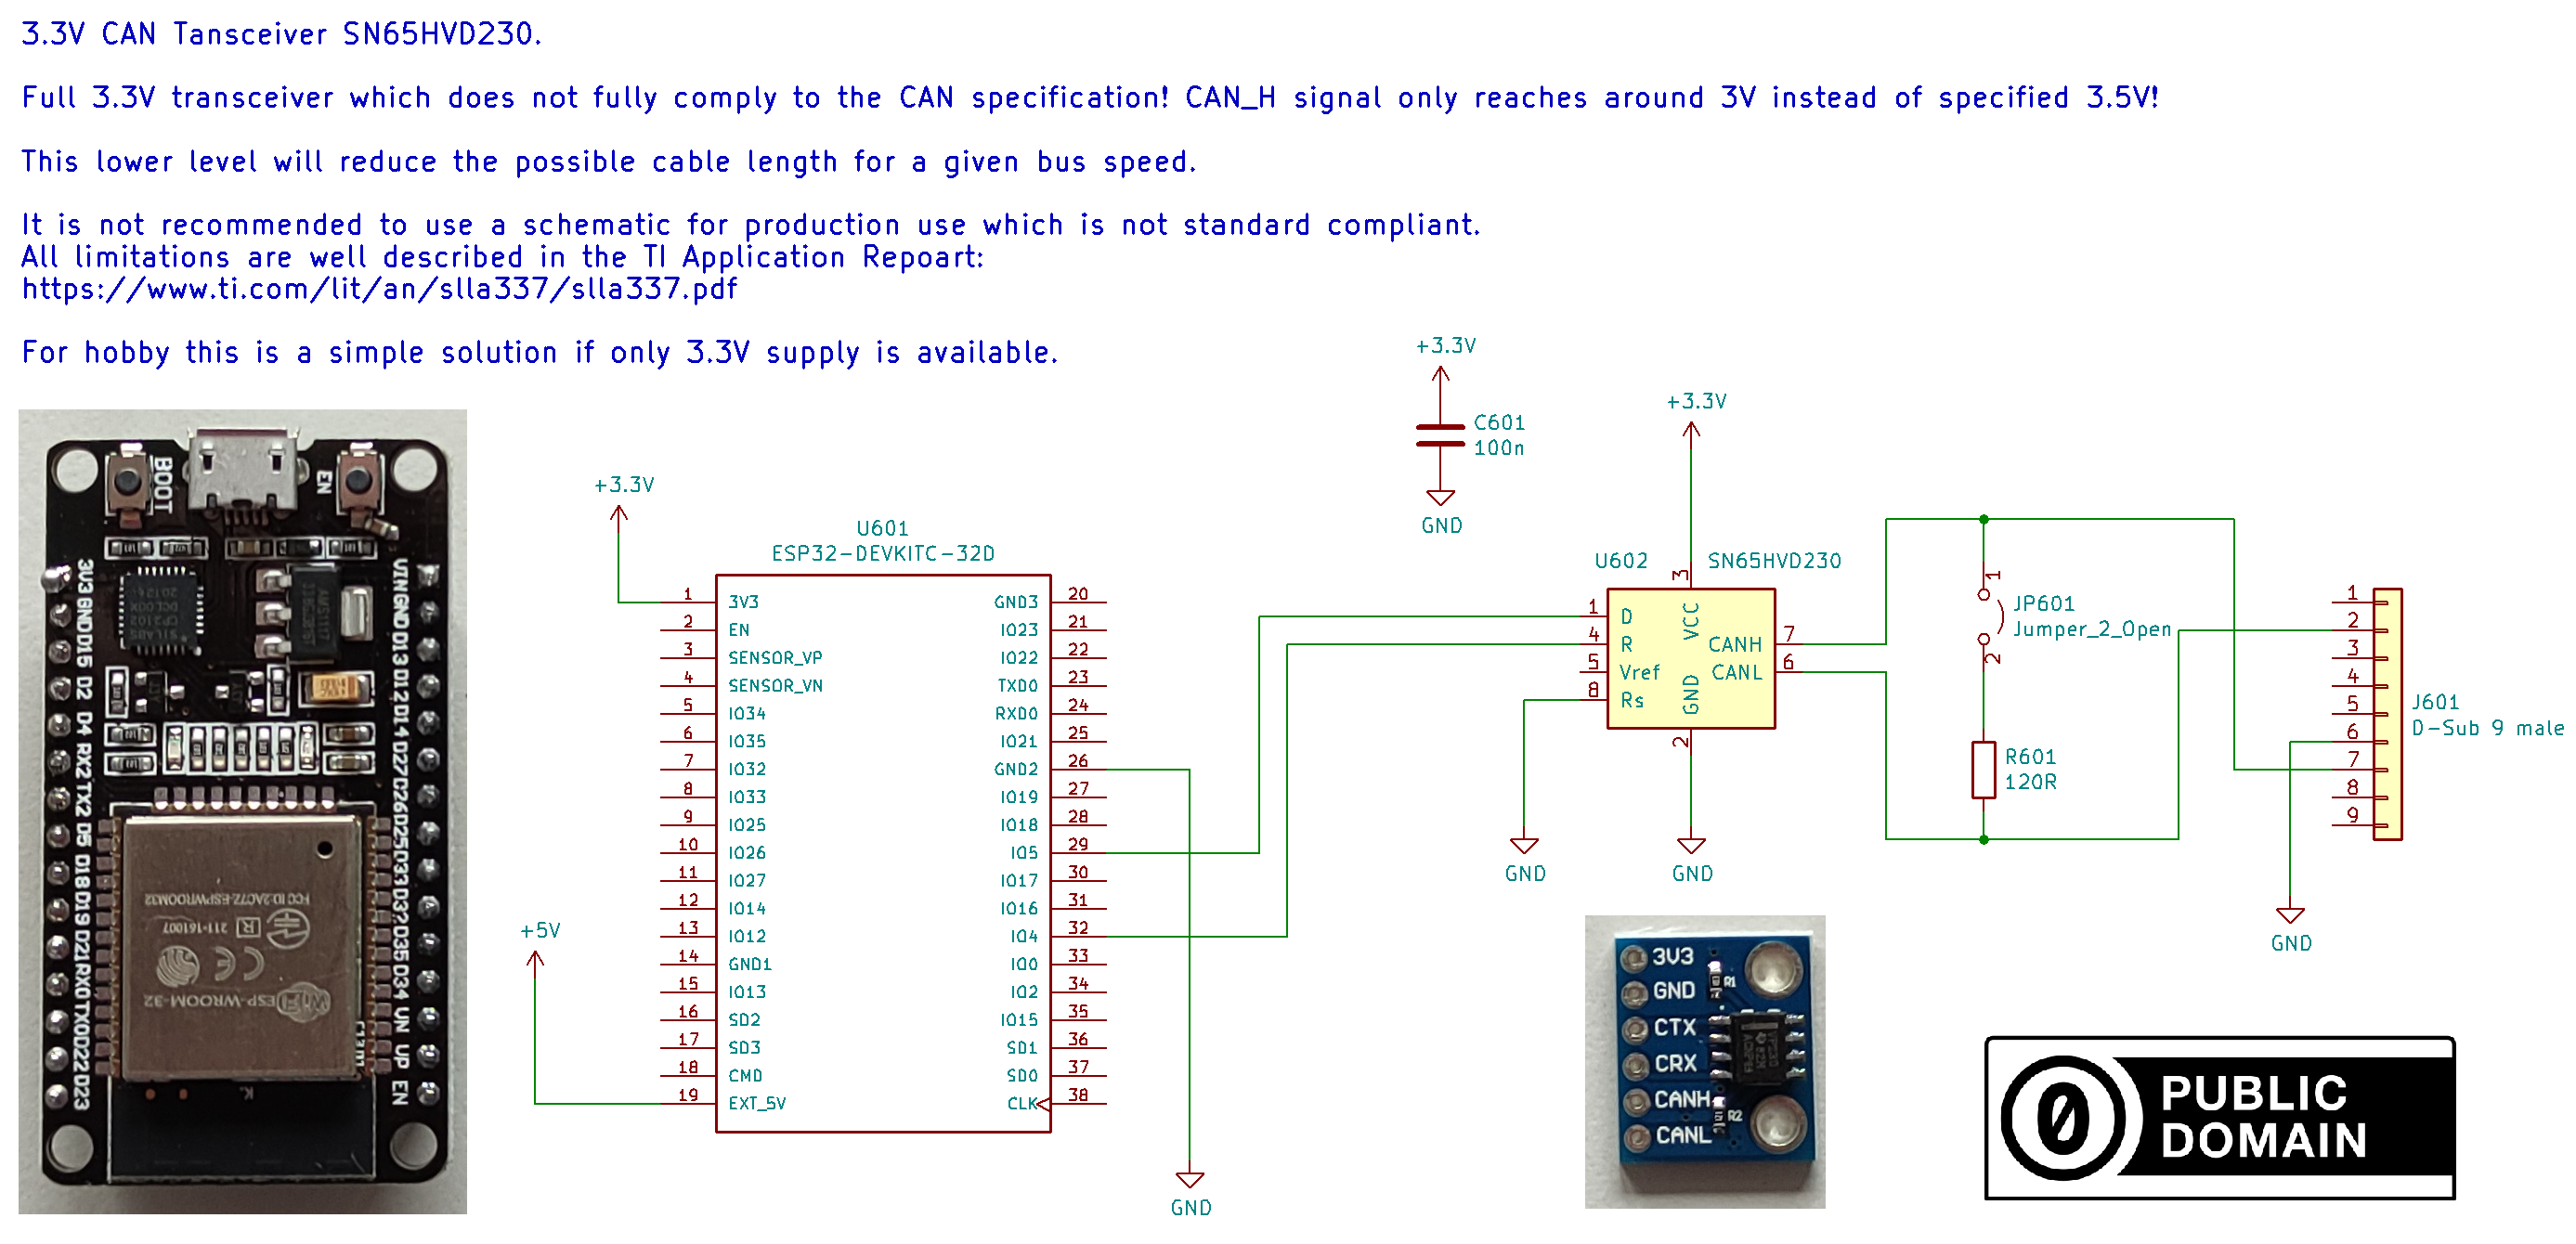 3.3V CAN Tansceiver SN65HVD230.
Full 3.3V transceiver which does not fully comply to the CAN specification! CAN_H signal only reaches around 3V instead of specified 3.5V!
This lower level will reduce the possible cable length for a given bus speed.
It is not recommended to use a schematic for production use which is not standard compliant.
All limitations are well described in the TI Application Repoart:
https://www.ti.com/lit/an/slla337/slla337.pdf
For hobby this is a simple solution if only 3.3V supply is available.
BOOT
EN
3V3 GND D15 D2 D4 RX2 TX2 D5 D18 D19 D21 RX0 TX0 D22 D23
VIN GND D13 D12 D14 D27 D26 D25 D33 D32 D35 D34 VN VP EN
SILABS
CP2102
DCL00X
AMS1117
FCC ID:2AC7Z-ESPWROOM32
211-161007
R
CE
WiFi
ESP-WROOM-32
+3.3V
+5V
U601
ESP32-DEVKITC-32D
1 3V3
2 EN
3 SENSOR_VP
4 SENSOR_VN
5 IO34
6 IO35
7 IO32
8 IO33
9 IO25
10 IO26
11 IO27
12 IO14
13 IO12
14 GND1
15 IO13
16 SD2
17 SD3
18 CMD
19 EXT_5V
GND3 20
IO23 21
IO22 22
TXD0 23
RXD0 24
IO21 25
GND2 26
IO19 27
IO18 28
IO5 29
IO17 30
IO16 31
IO4 32
IO0 33
IO2 34
IO15 35
SD1 36
SD0 37
CLK 38
GND
+3.3V
C601
100n
GND
+3.3V
U602 SN65HVD230
3
VCC
1 D
4 R
5 Vref
8 Rs
CANH 7
CANL 6
GND
2
GND
GND
1
JP601
Jumper_2_Open
2
R601
120R
1
2
3
4
5
6
7
8
9
J601
D-Sub 9 male
GND
3V3
GND
CTX
CRX
CANH
CANL
R1
R2
0
PUBLIC
DOMAIN